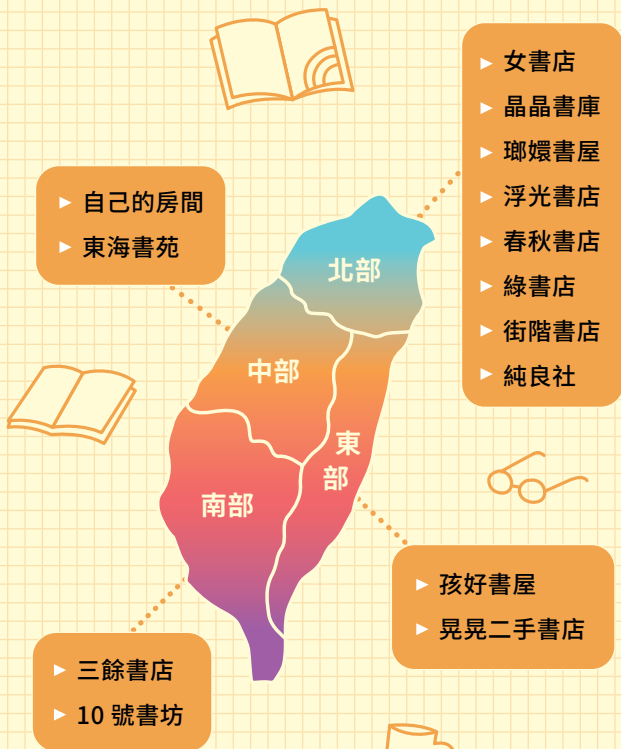 女書店
晶晶書庫
瑯嬛書屋
浮光書店
春秋書店
綠書店
街階書店
純良社
自己的房間
東海書苑
北部
中部
東
部
南部
孩好書屋
晃晃二手書店
三餘書店
10 號書坊